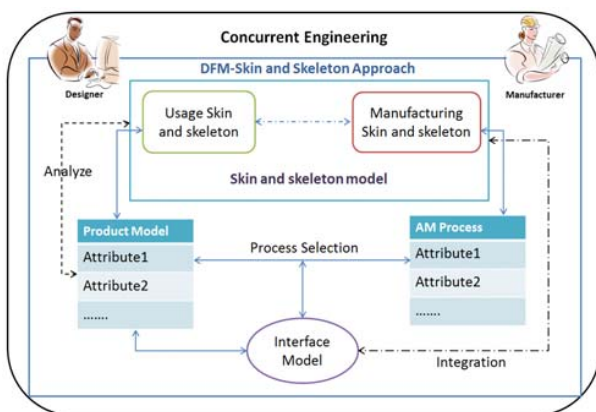 Concurrent Engineering
DFM-Skin and Skeleton Approach
Designer
Manufacturer
Usage Skin
and skeleton
Manufacturing
Skin and skeleton
Analyze
Skin and skeleton model
Product Model
Attribute1
Attribute2
.......
Process Selection
AM Process
Attribute1
Attribute2
.......
Interface
Model
Integration